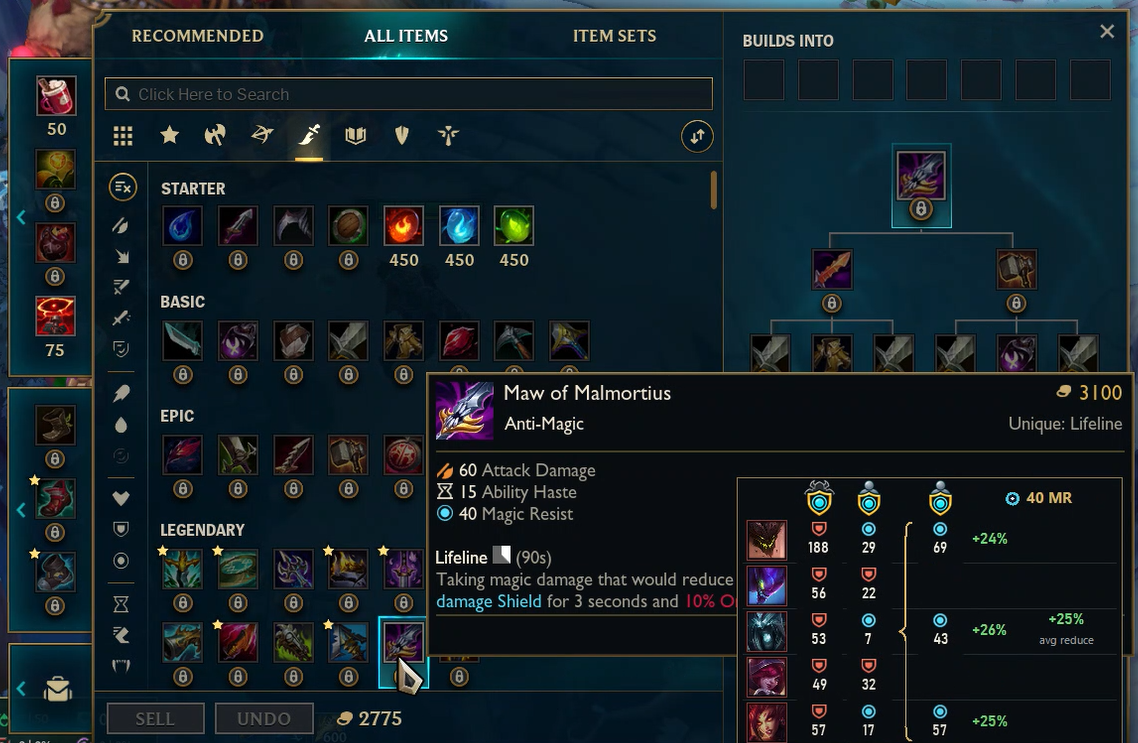 RECOMMENDED
ALL ITEMS
ITEM SETS
BUILDS INTO
Click Here to Search
50
75
STARTER
450
450
450
BASIC
EPIC
LEGENDARY
Maw of Malmortius
3100
Anti-Magic
Unique: Lifeline
60 Attack Damage
15 Ability Haste
40 Magic Resist
Lifeline (90s)
Taking magic damage that would reduce
damage Shield for 3 seconds and 10% O
40 MR
188 29 69 +24%
56 22
53 7 43 +26% +25%
avg reduce
49 32
57 17 57 +25%
SELL
UNDO
2775